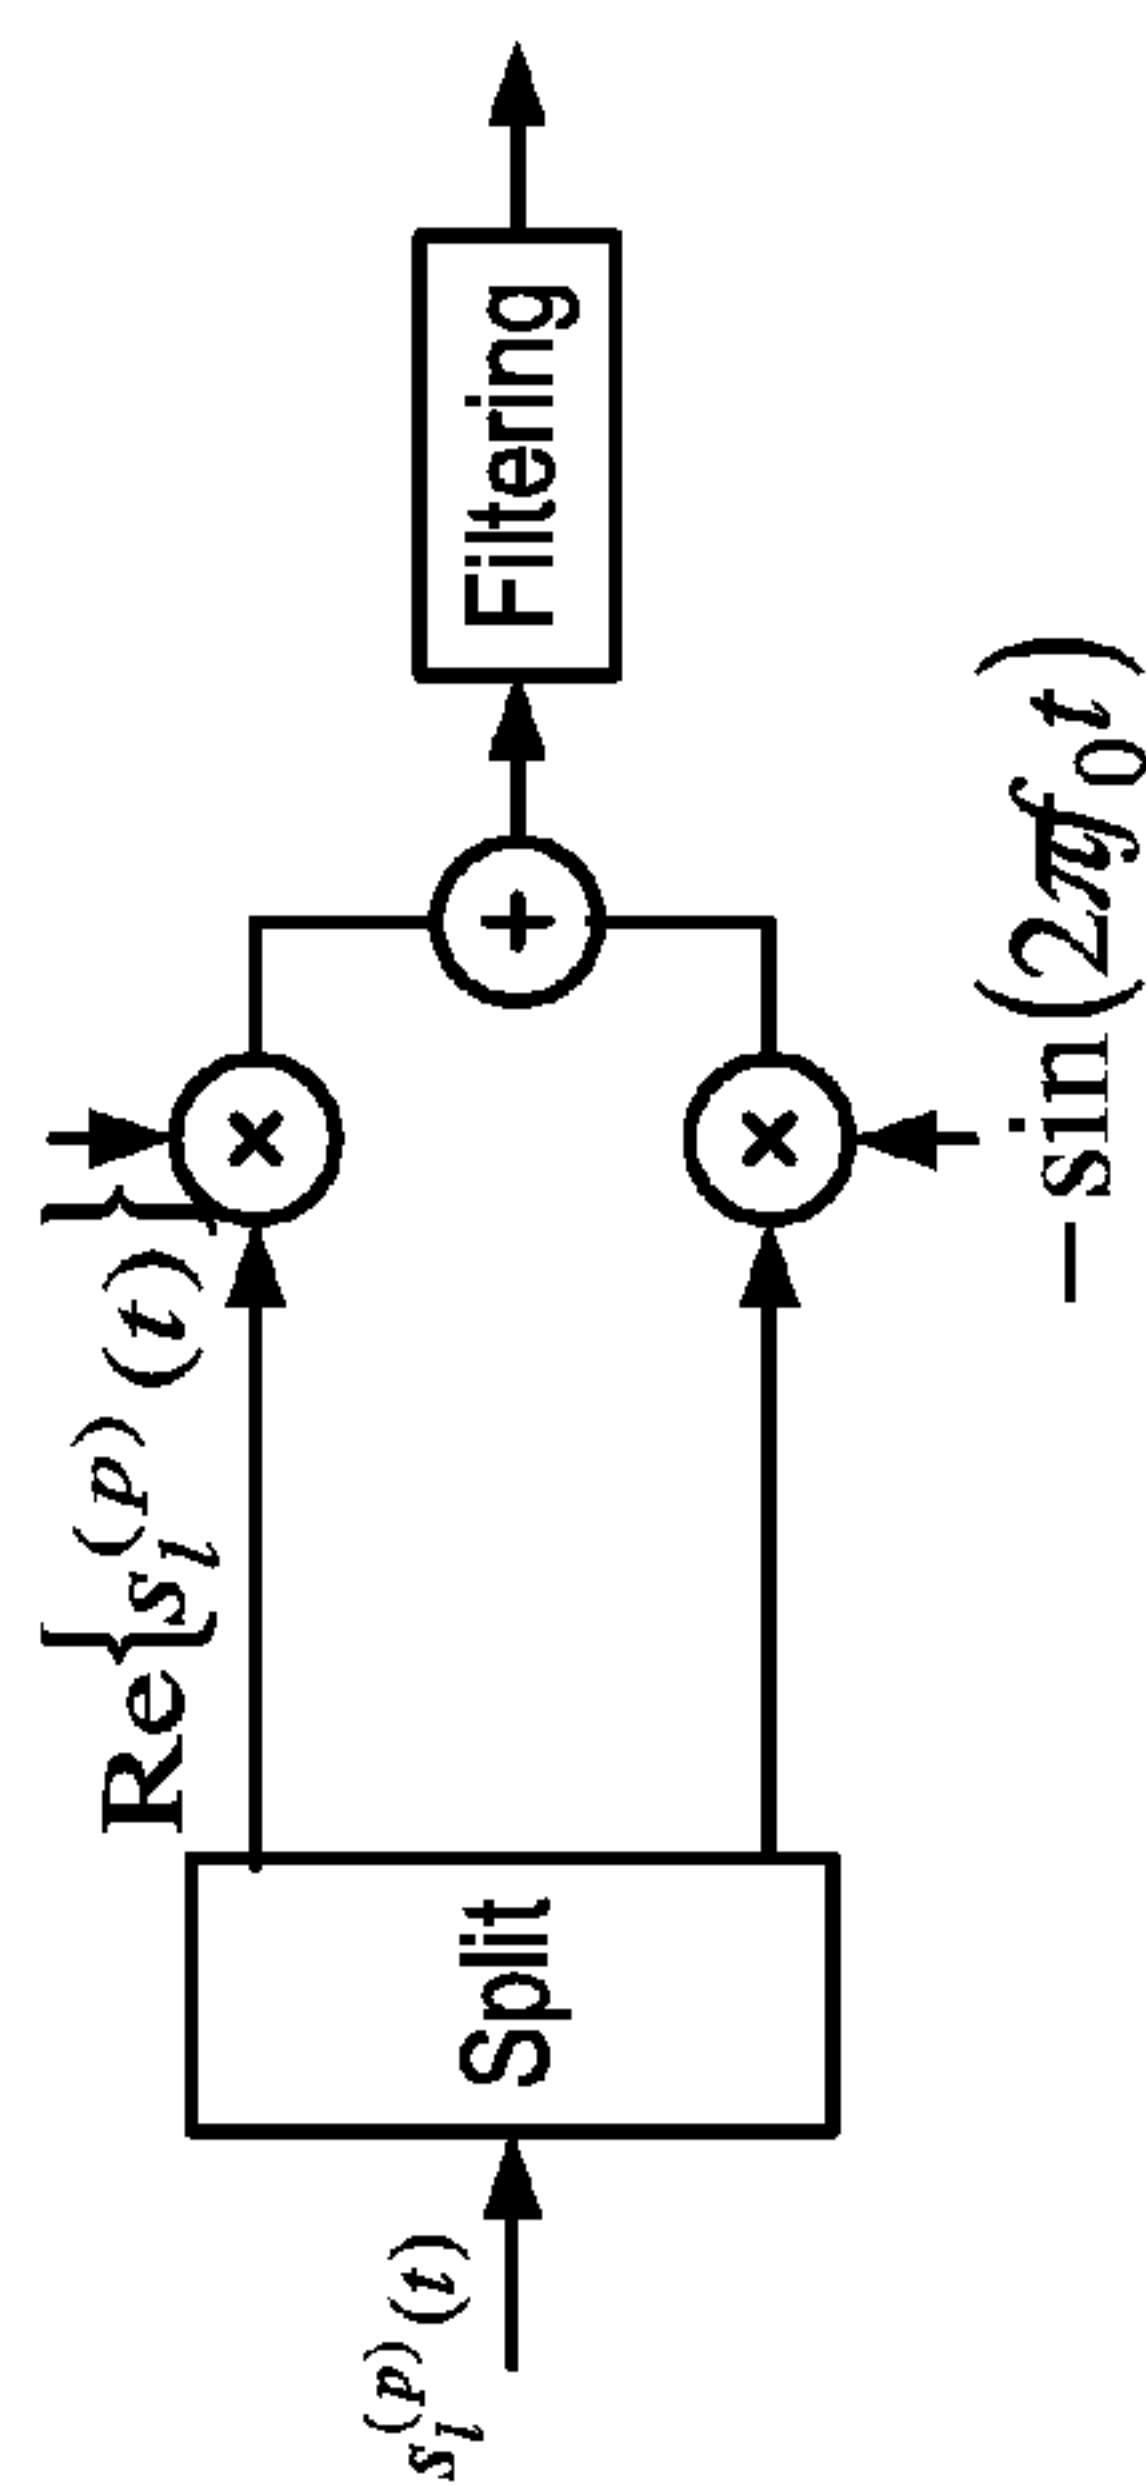 s_l^(p)(t)
Split
Re{s_l^(p)(t)}
−sin(2πf_0t)
Filtering